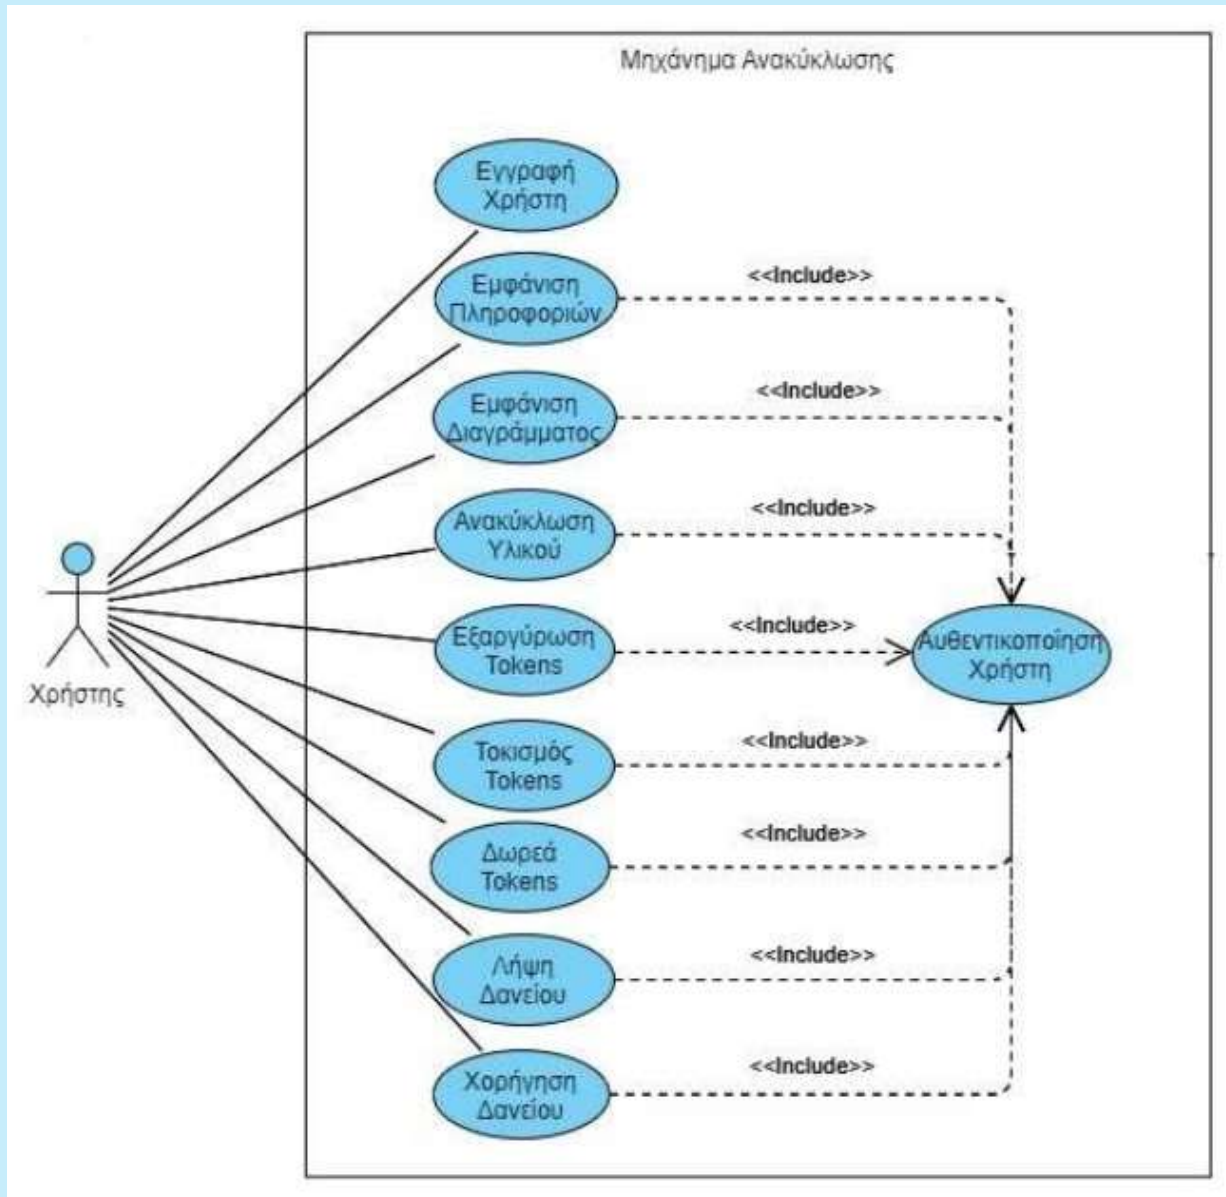 Μηχάνημα Ανακύκλωσης
Εγγραφή
Χρήστη
Εμφάνιση
Πληροφοριών
<<Include>>
Εμφάνιση
Διαγράμματος
<<Include>>
Ανακύκλωση
Υλικού
<<Include>>
Εξαργύρωση
Tokens
<<Include>>
Αυθεντικοποίηση
Χρήστη
Χρήστης
Τοκισμός
Tokens
<<Include>>
Δωρεά
Tokens
<<Include>>
Λήψη
Δανείου
<<Include>>
Χορήγηση
Δανείου
<<Include>>